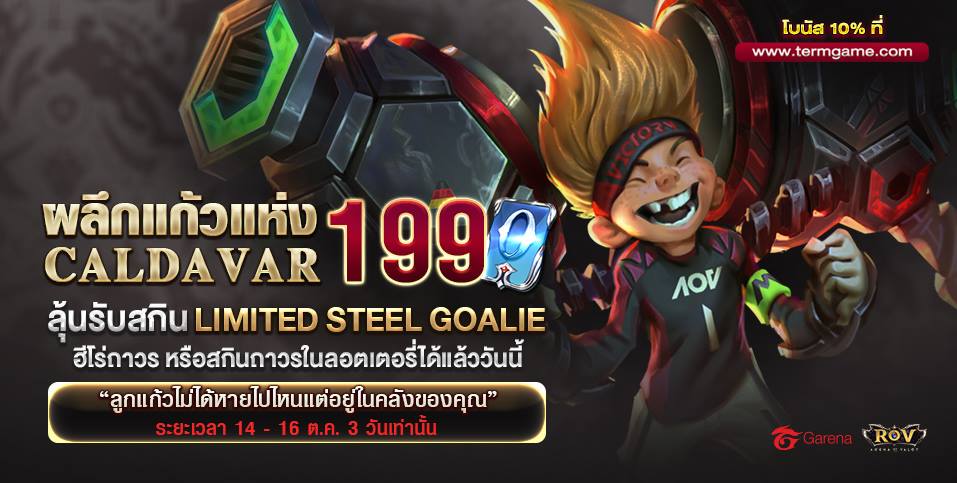 โบนัส 10% ที่
www.termgame.com
VICTORY
AOV
1
ผลึกแก้วแห่ง
CALDAVAR
199
ลุ้นรับสกิน LIMITED STEEL GOALIE
ฮีโร่ถาวร หรือสกินถาวรในลอตเตอรี่ได้แล้ววันนี้
“ลูกแก้วไม่ได้หายไปไหนแต่อยู่ในคลังของคุณ”
ระยะเวลา 14 - 16 ต.ค. 3 วันเท่านั้น
Garena
ROV
ARENA OF VALOR